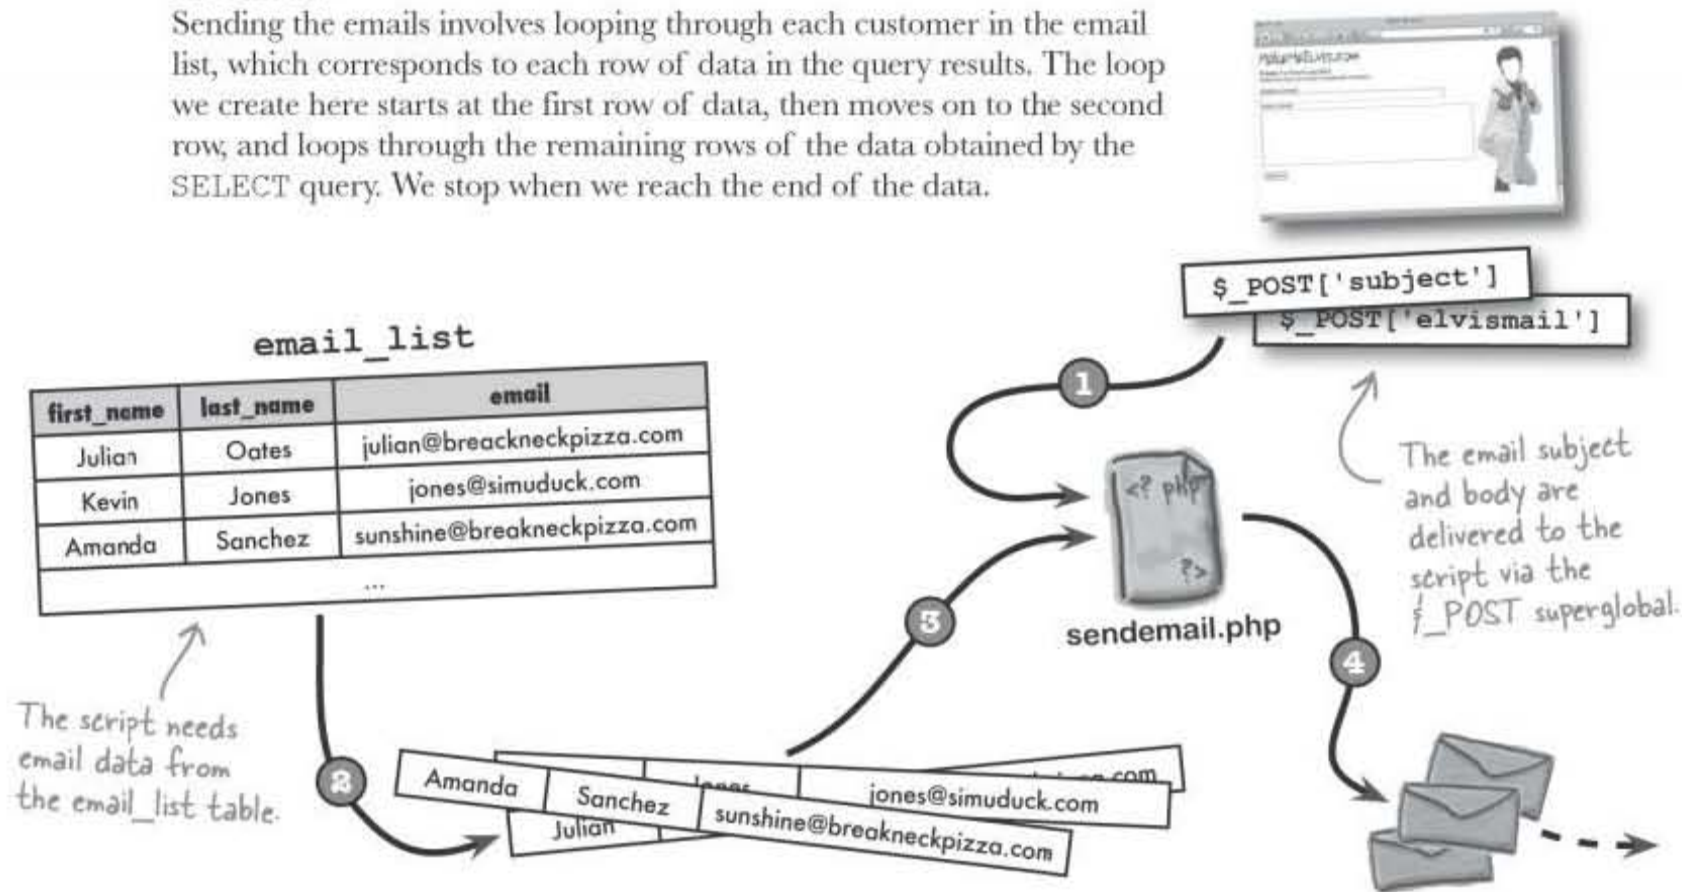 Sending the emails involves looping through each customer in the email
list, which corresponds to each row of data in the query results. The loop
we create here starts at the first row of data, then moves on to the second
row, and loops through the remaining rows of the data obtained by the
SELECT query. We stop when we reach the end of the data.
$_POST['subject']
$_POST['elvismail']
email_list
first_name last_name email
Julian Oates julian@breackneckpizza.com
Kevin Jones jones@simuduck.com
Amanda Sanchez sunshine@breakneckpizza.com
...
1
The email subject
and body are
delivered to the
script via the
$_POST superglobal.
<? php
?>
sendemail.php
3
4
The script needs
email data from
the email_list table.
2
Amanda Sanchez sunshine@breakneckpizza.com
Jones jones@simuduck.com
Julian .com